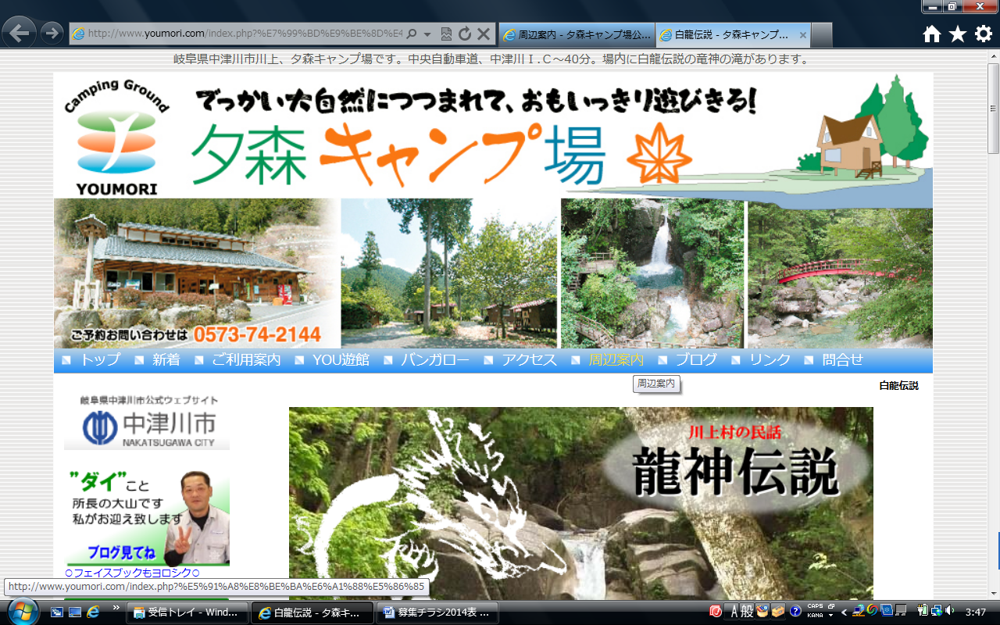 http://www.youmori.com/index.php?%E7%99%BD%E9%BE%8D%E4
周辺案内 - 夕森キャンプ場公...
白龍伝説 - 夕森キャンプ...
岐阜県中津川市川上、夕森キャンプ場です。中央自動車道、中津川Ｉ.Ｃ～40分。場内に白龍伝説の竜神の滝があります。
Camping Ground
YOUMORI
でっかい大自然につつまれて、おもいっきり遊びきる!
夕森キャンプ場
ご予約お問い合わせは 0573-74-2144
トップ 新着 ご利用案内 YOU遊館 バンガロー アクセス 周辺案内 ブログ リンク 問合せ
周辺案内
白龍伝説
岐阜県中津川市公式ウェブサイト
中津川市
NAKATSUGAWA CITY
"ダイ"こと
所長の大山です
私がお迎え致します
ブログ見てね
○フェイスブックもヨロシク○
川上村の民話
龍神伝説
http://www.youmori.com/index.php?%E5%91%A8%E8%BE%BA%E6%A1%88%E5%86%85
受信トレイ - Wind...
白龍伝説 - 夕森キ...
募集チラシ2014表 ...
A 般
CAPS
KANA
3:47